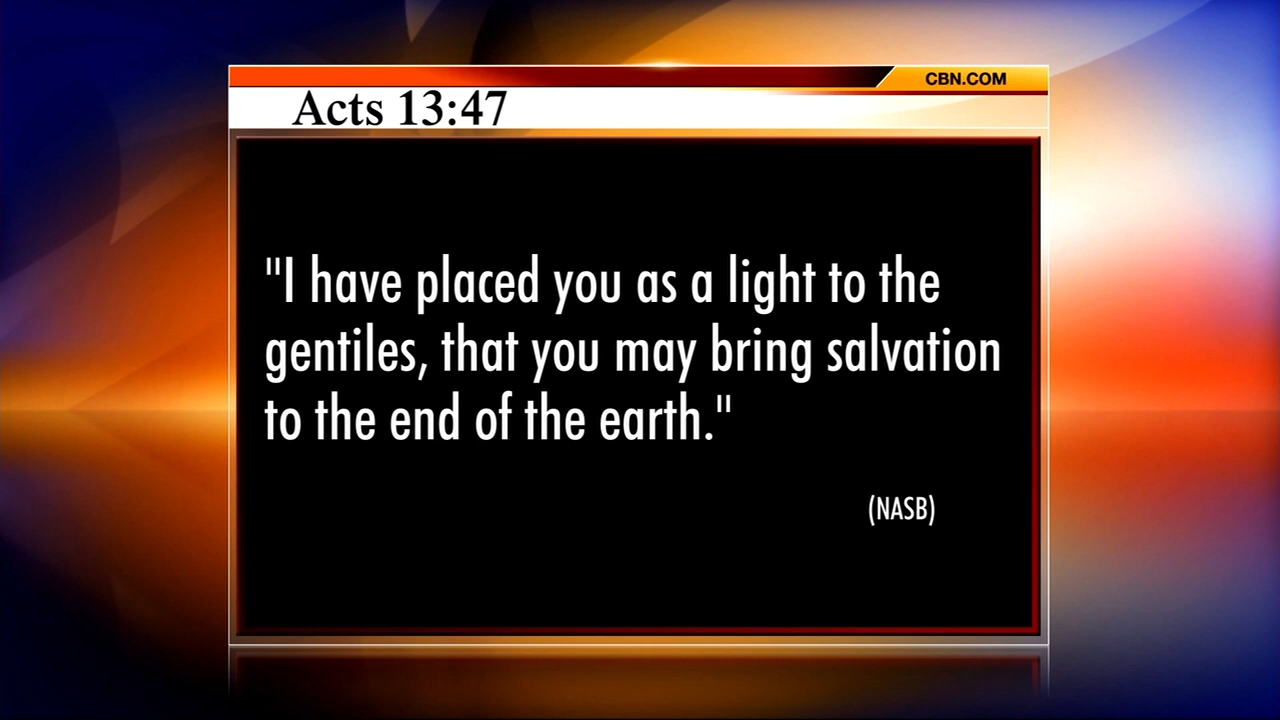 CBN.COM
Acts 13:47
"I have placed you as a light to the
gentiles, that you may bring salvation
to the end of the earth."
(NASB)